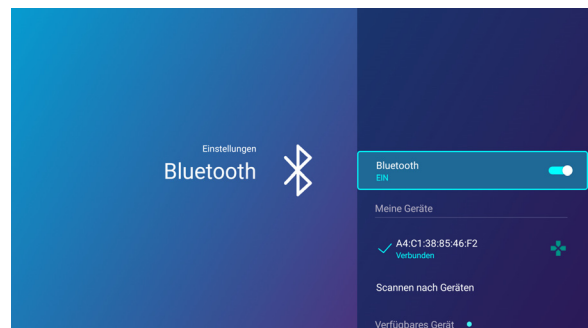 Einstellungen
Bluetooth
Bluetooth
EIN
Meine Geräte
A4:C1:38:85:46:F2
Verbunden
Scannen nach Geräten
Verfügbares Gerät